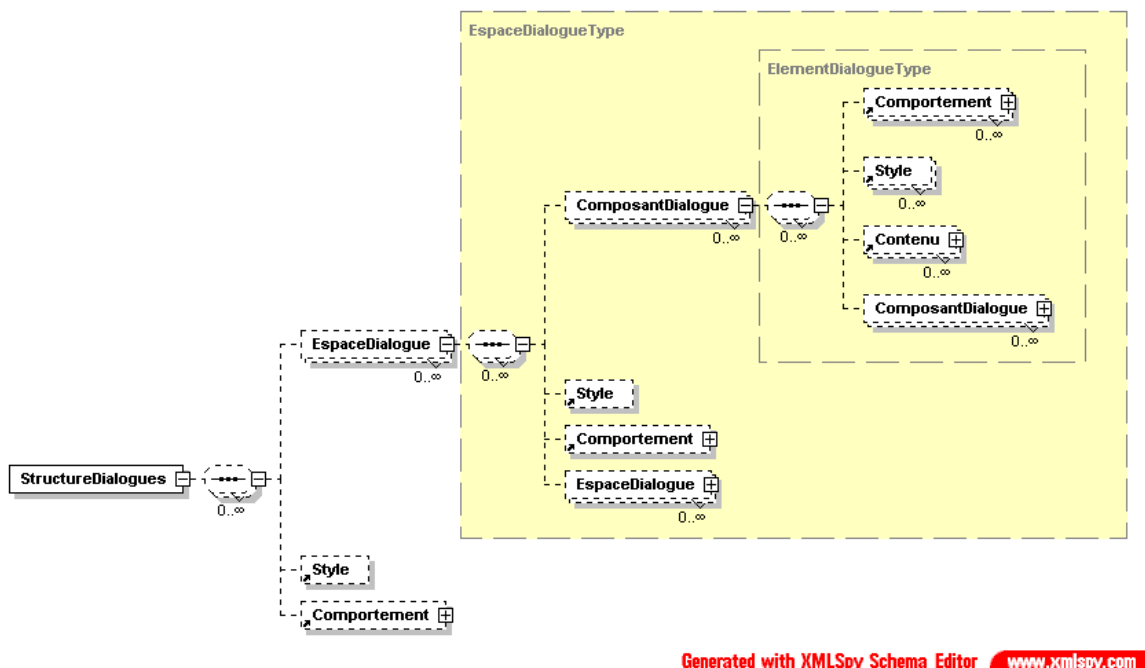 EspaceDialogueType
ElementDialogueType
Comportement
0..∞
Style
0..∞
ComposantDialogue
0..∞
0..∞
Contenu
0..∞
ComposantDialogue
0..∞
EspaceDialogue
0..∞
0..∞
Style
Comportement
EspaceDialogue
0..∞
StructureDialogues
0..∞
Style
Comportement
Generated with XMLSpy Schema Editor www.xmlspy.com